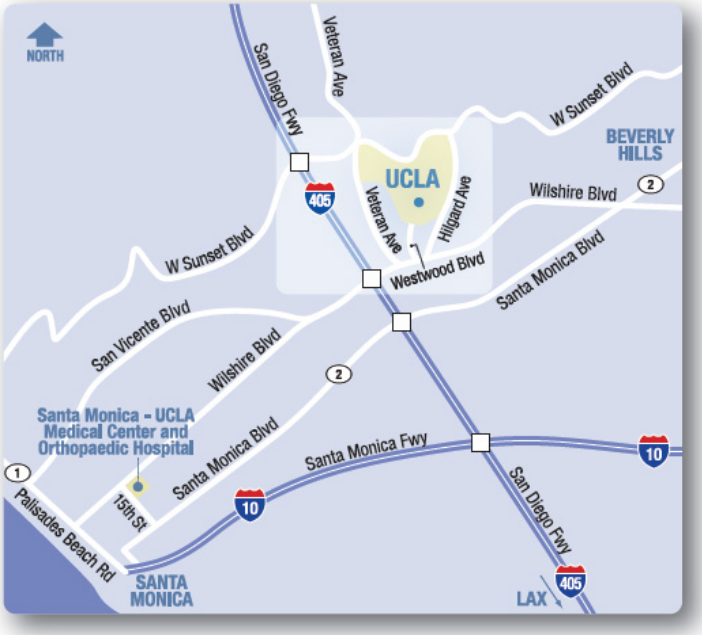 NORTH
San Diego Fwy
Veteran Ave
W Sunset Blvd
BEVERLY
HILLS
2
UCLA
Wilshire Blvd
405
Veteran Ave
Hilgard Ave
W Sunset Blvd
Westwood Blvd
Santa Monica Blvd
San Vicente Blvd
Wilshire Blvd
2
Santa Monica - UCLA
Medical Center and
Orthopaedic Hospital
Santa Monica Blvd
Santa Monica Fwy
10
1
15th St
10
San Diego Fwy
Palisades Beach Rd
SANTA
MONICA
LAX
405